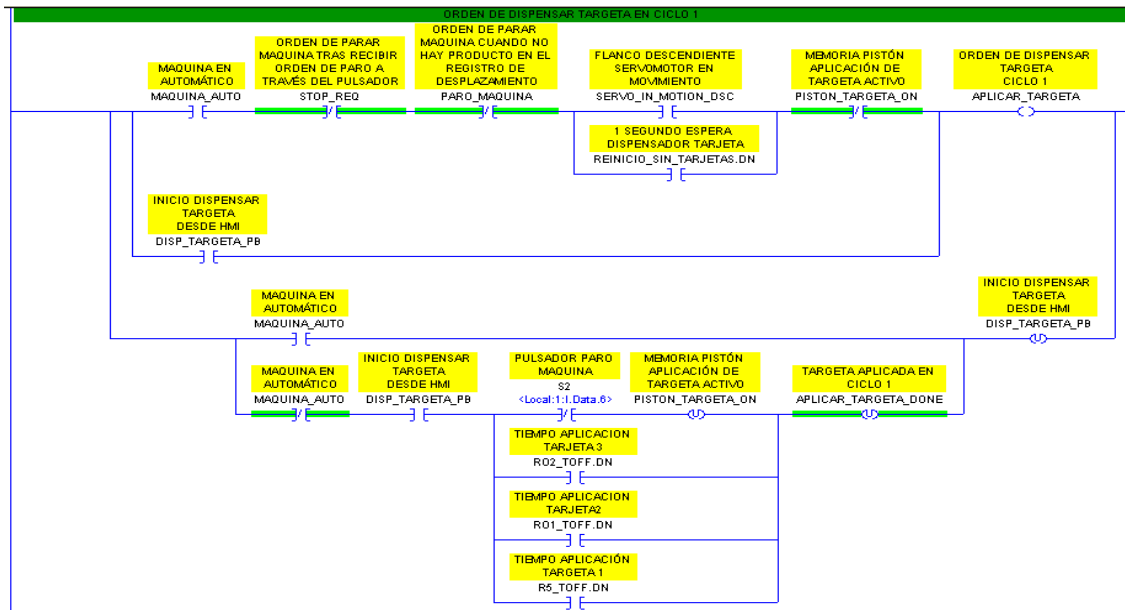 ORDEN DE DISPENSAR TARGETA EN CICLO 1
MAQUINA EN
AUTOMÁTICO
MAQUINA_AUTO
ORDEN DE PARAR
MAQUINA TRAS RECIBIR
ORDEN DE PARO A
TRAVÉS DEL PULSADOR
STOP_REQ
ORDEN DE PARAR
MAQUINA CUANDO NO
HAY PRODUCTO EN EL
REGISTRO DE
DESPLAZAMIENTO
PARO_MAQUINA
FLANCO DESCENDIENTE
SERVOMOTOR EN
MOVIMIENTO
SERVO_IN_MOTION_DSC
MEMORIA PISTÓN
APLICACIÓN DE
TARGETA ACTIVO
PISTON_TARGETA_ON
ORDEN DE DISPENSAR
TARGETA
CICLO 1
APLICAR_TARGETA
1 SEGUNDO ESPERA
DISPENSADOR TARJETA
REINICIO_SIN_TARJETAS.DN
INICIO DISPENSAR
TARGETA
DESDE HMI
DISP_TARGETA_PB
MAQUINA EN
AUTOMÁTICO
MAQUINA_AUTO
INICIO DISPENSAR
TARGETA
DESDE HMI
DISP_TARGETA_PB
U
MAQUINA EN
AUTOMÁTICO
MAQUINA_AUTO
INICIO DISPENSAR
TARGETA
DESDE HMI
DISP_TARGETA_PB
PULSADOR PARO
MAQUINA
S2
<Local:1:I.Data.6>
MEMORIA PISTÓN
APLICACIÓN DE
TARGETA ACTIVO
PISTON_TARGETA_ON
U
TARGETA APLICADA EN
CICLO 1
APLICAR_TARGETA_DONE
U
TIEMPO APLICACION
TARJETA 3
RO2_TOFF.DN
TIEMPO APLICACION
TARJETA2
RO1_TOFF.DN
TIEMPO APLICACIÓN
TARGETA 1
R5_TOFF.DN